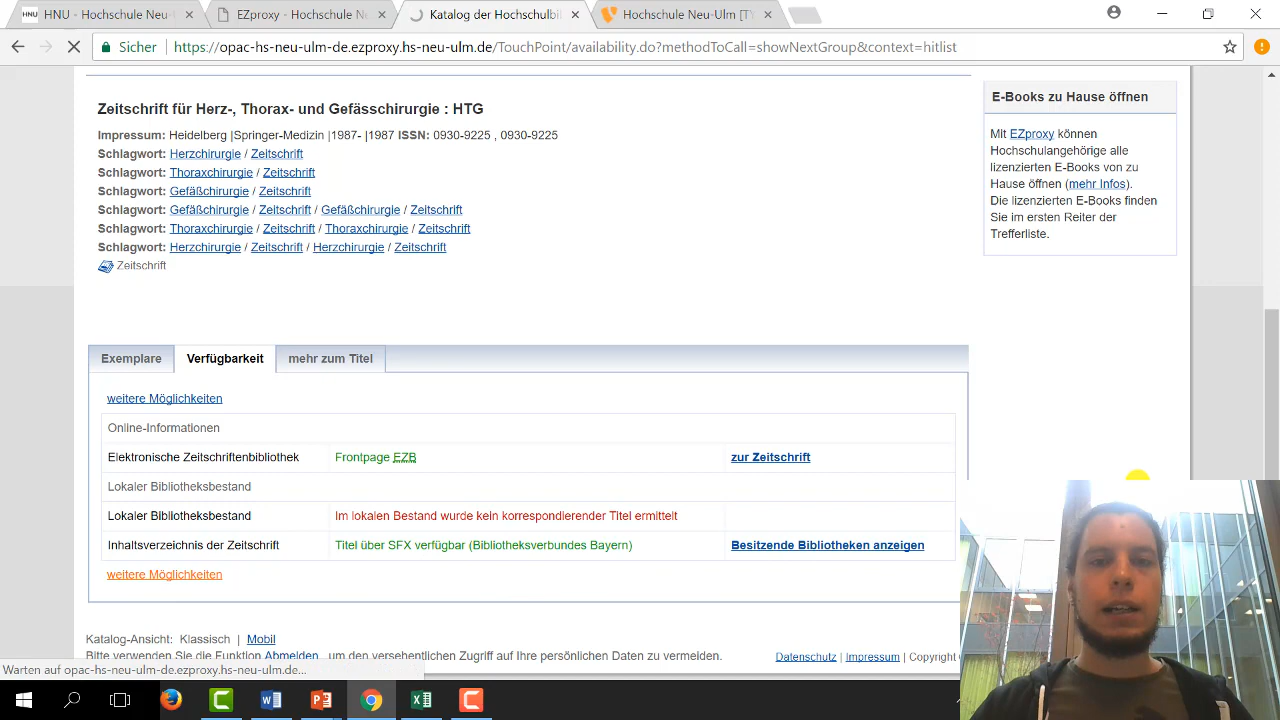 HNU - Hochschule Neu-U
EZproxy - Hochschule Ne
Katalog der Hochschulbil
Hochschule Neu-Ulm [TY
Sicher https://opac-hs-neu-ulm-de.ezproxy.hs-neu-ulm.de/TouchPoint/availability.do?methodToCall=showNextGroup&context=hitlist
Zeitschrift für Herz-, Thorax- und Gefässchirurgie : HTG
Impressum: Heidelberg |Springer-Medizin |1987- |1987 ISSN: 0930-9225 , 0930-9225
Schlagwort: Herzchirurgie / Zeitschrift
Schlagwort: Thoraxchirurgie / Zeitschrift
Schlagwort: Gefäßchirurgie / Zeitschrift
Schlagwort: Gefäßchirurgie / Zeitschrift / Gefäßchirurgie / Zeitschrift
Schlagwort: Thoraxchirurgie / Zeitschrift / Thoraxchirurgie / Zeitschrift
Schlagwort: Herzchirurgie / Zeitschrift / Herzchirurgie / Zeitschrift
Zeitschrift
E-Books zu Hause öffnen
Mit EZproxy können
Hochschulangehörige alle
lizenzierten E-Books von zu
Hause öffnen (mehr Infos).
Die lizenzierten E-Books finden
Sie im ersten Reiter der
Trefferliste.
Exemplare Verfügbarkeit mehr zum Titel
weitere Möglichkeiten
Online-Informationen
Elektronische Zeitschriftenbibliothek Frontpage EZB zur Zeitschrift
Lokaler Bibliotheksbestand
Lokaler Bibliotheksbestand Im lokalen Bestand wurde kein korrespondierender Titel ermittelt
Inhaltsverzeichnis der Zeitschrift Titel über SFX verfügbar (Bibliotheksverbundes Bayern) Besitzende Bibliotheken anzeigen
weitere Möglichkeiten
Katalog-Ansicht: Klassisch | Mobil
Bitte verwenden Sie die Funktion Abmelden, um den versehentlichen Zugriff auf Ihre persönlichen Daten zu vermeiden. Datenschutz | Impressum | Copyright
Warten auf opac-hs-neu-ulm-de.ezproxy.hs-neu-ulm.de...